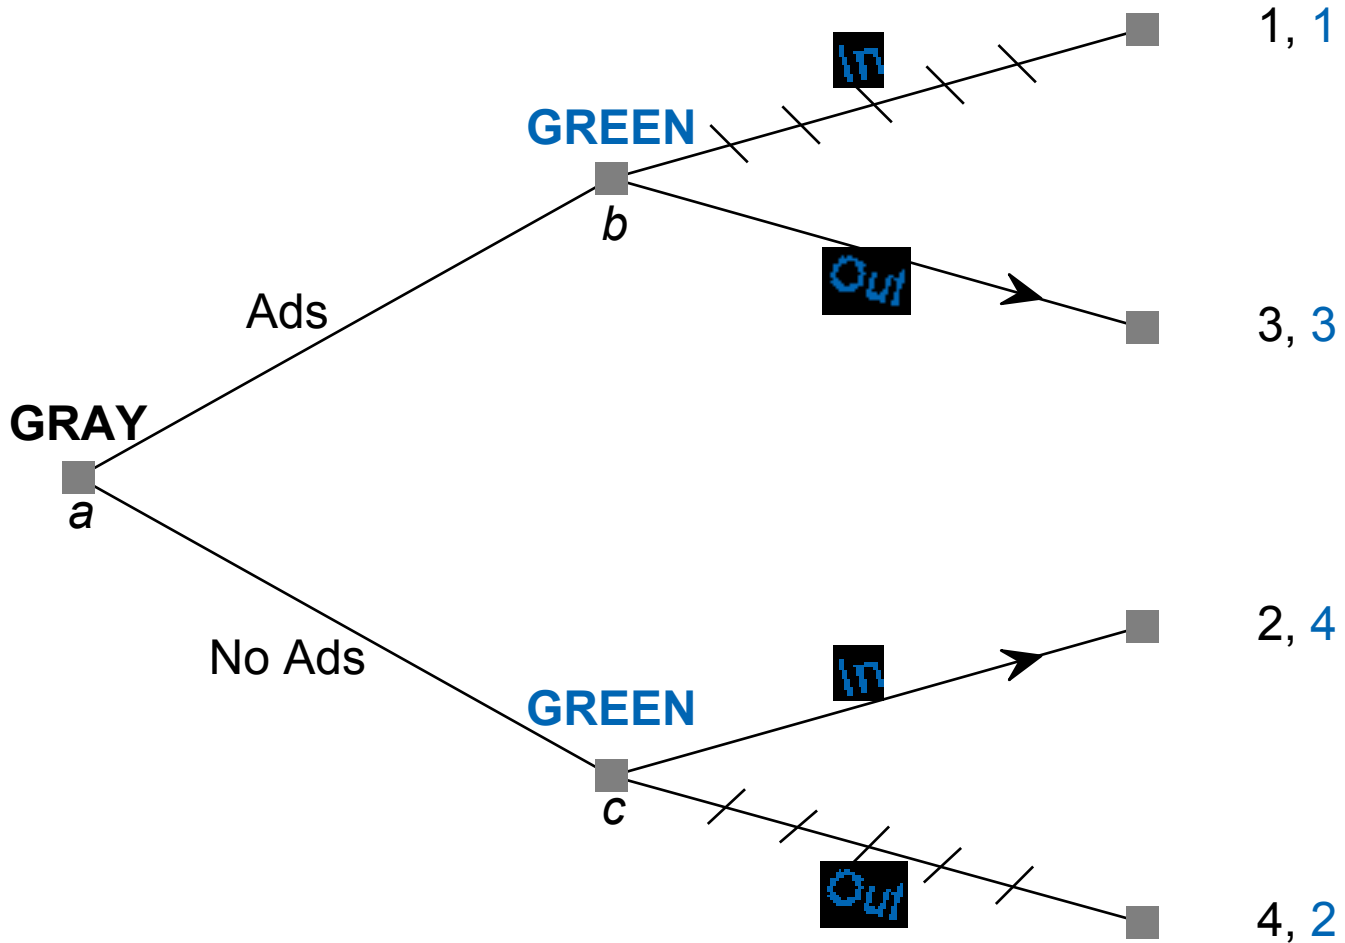 1, 1
In
GREEN
b
Out
Ads
3, 3
GRAY
a
2, 4
No Ads
In
GREEN
c
Out
4, 2